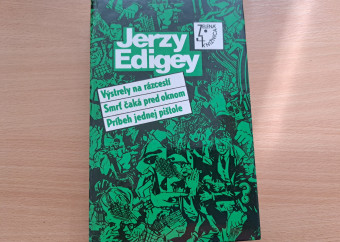 Jerzy
Edigey
Výstrely na rázcestí
Smrť čaká pred oknom
Príbeh jednej pištole